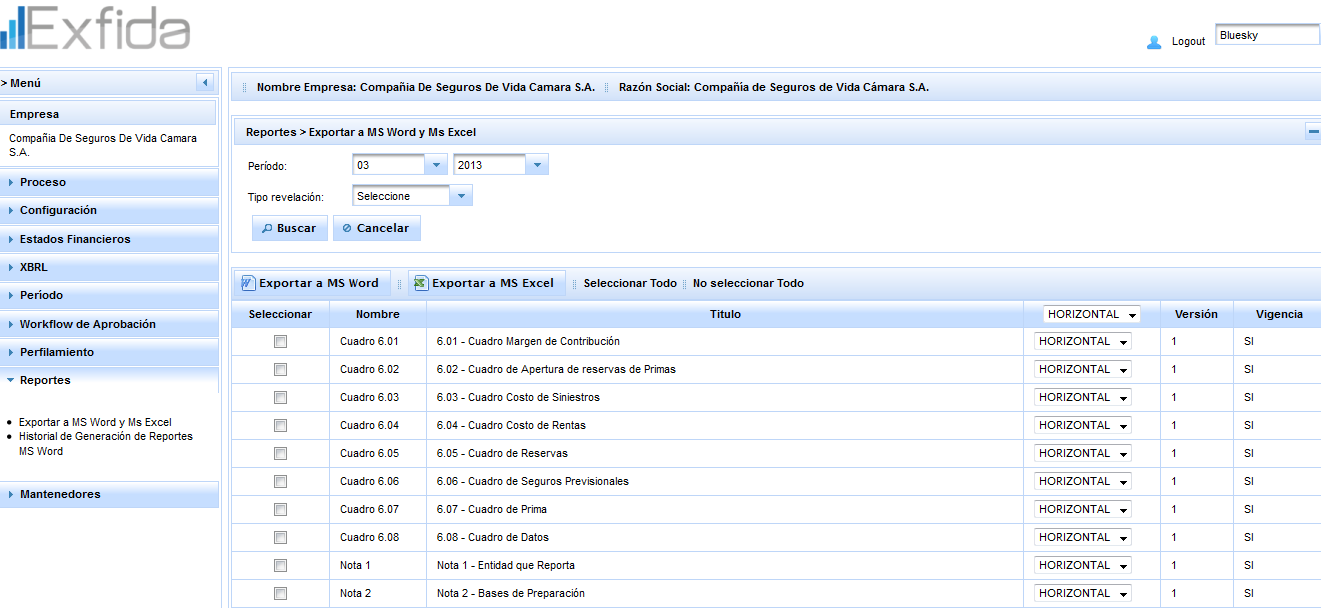 Exfida
Logout Bluesky
> Menú
Empresa
Compañia De Seguros De Vida Camara
S.A.
Proceso
Configuración
Estados Financieros
XBRL
Período
Workflow de Aprobación
Perfilamiento
Reportes
Exportar a MS Word y Ms Excel
Historial de Generación de Reportes
MS Word
Mantenedores
Nombre Empresa: Compañia De Seguros De Vida Camara S.A. Razón Social: Compañía de Seguros de Vida Cámara S.A.
Reportes > Exportar a MS Word y Ms Excel
Período: 03 2013
Tipo revelación: Seleccione
Buscar Cancelar
Exportar a MS Word Exportar a MS Excel Seleccionar Todo No seleccionar Todo
Seleccionar Nombre Titulo HORIZONTAL Versión Vigencia
Cuadro 6.01 6.01 - Cuadro Margen de Contribución HORIZONTAL 1 SI
Cuadro 6.02 6.02 - Cuadro de Apertura de reservas de Primas HORIZONTAL 1 SI
Cuadro 6.03 6.03 - Cuadro Costo de Siniestros HORIZONTAL 1 SI
Cuadro 6.04 6.04 - Cuadro Costo de Rentas HORIZONTAL 1 SI
Cuadro 6.05 6.05 - Cuadro de Reservas HORIZONTAL 1 SI
Cuadro 6.06 6.06 - Cuadro de Seguros Previsionales HORIZONTAL 1 SI
Cuadro 6.07 6.07 - Cuadro de Prima HORIZONTAL 1 SI
Cuadro 6.08 6.08 - Cuadro de Datos HORIZONTAL 1 SI
Nota 1 Nota 1 - Entidad que Reporta HORIZONTAL 1 SI
Nota 2 Nota 2 - Bases de Preparación HORIZONTAL 1 SI